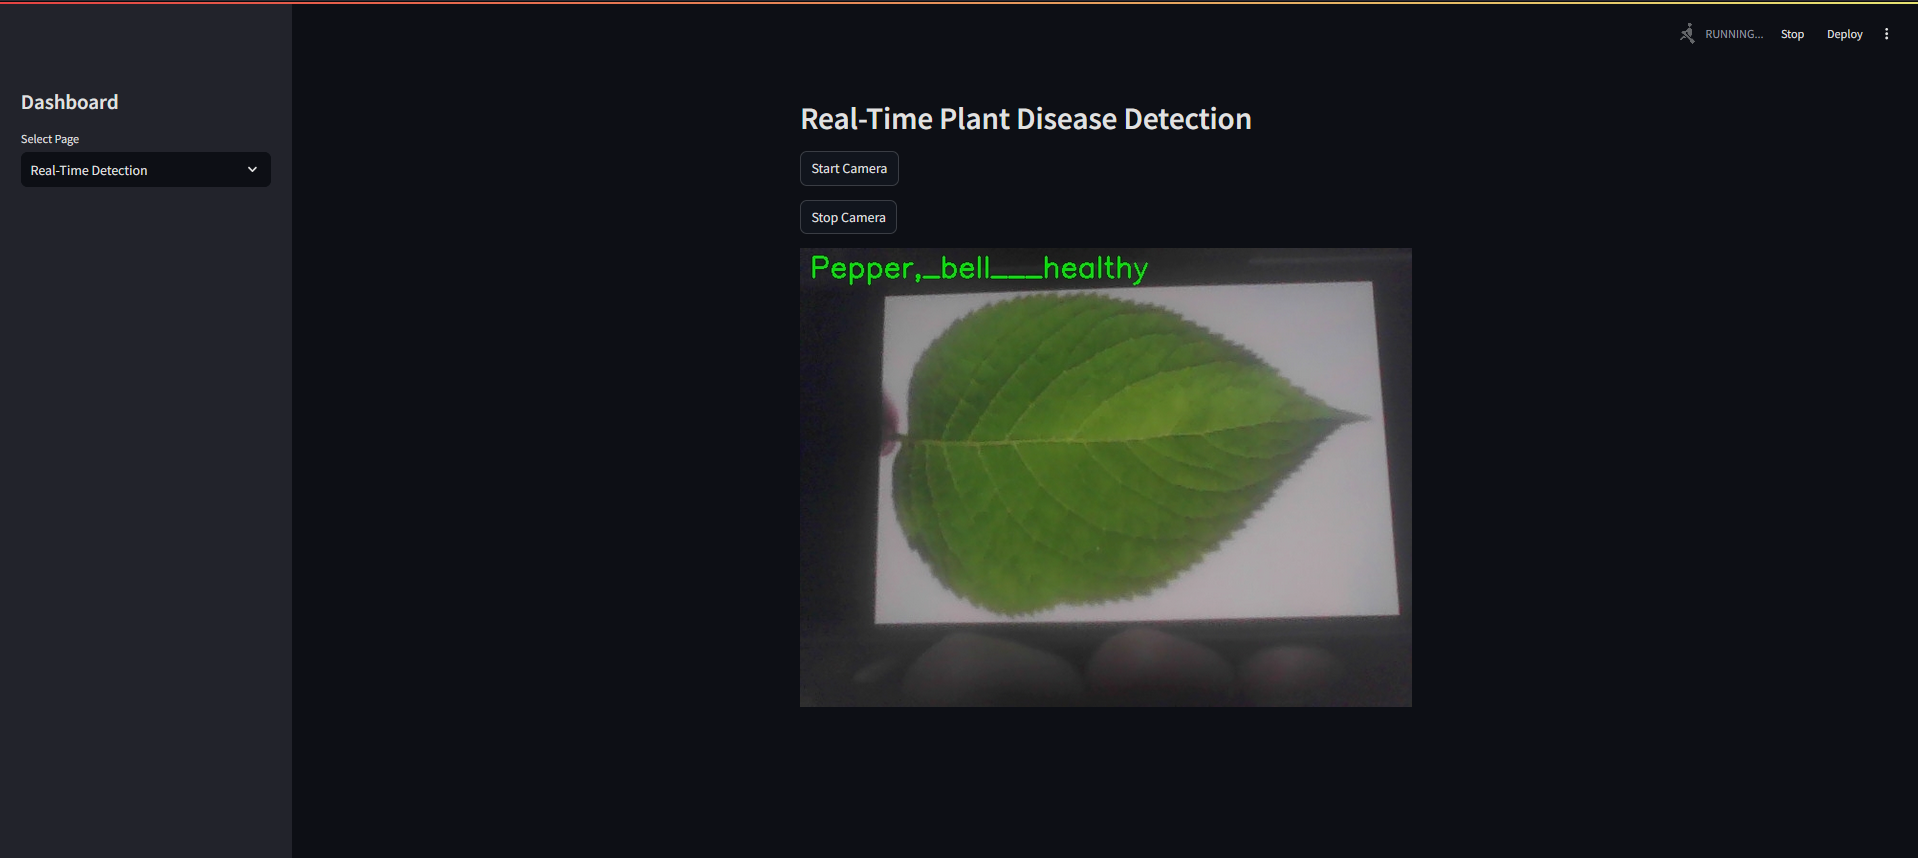 RUNNING...
Stop
Deploy
Dashboard
Select Page
Real-Time Detection
Real-Time Plant Disease Detection
Start Camera
Stop Camera
Pepper,_bell___healthy